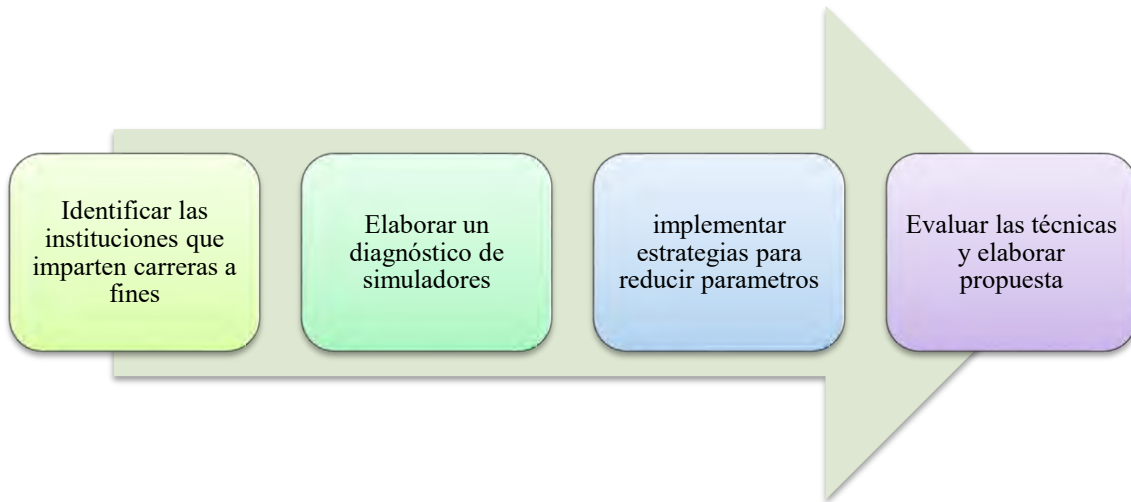 Identificar las
instituciones que
imparten carreras a
fines
Elaborar un
diagnóstico de
simuladores
implementar
estrategias para
reducir parametros
Evaluar las técnicas
y elaborar
propuesta